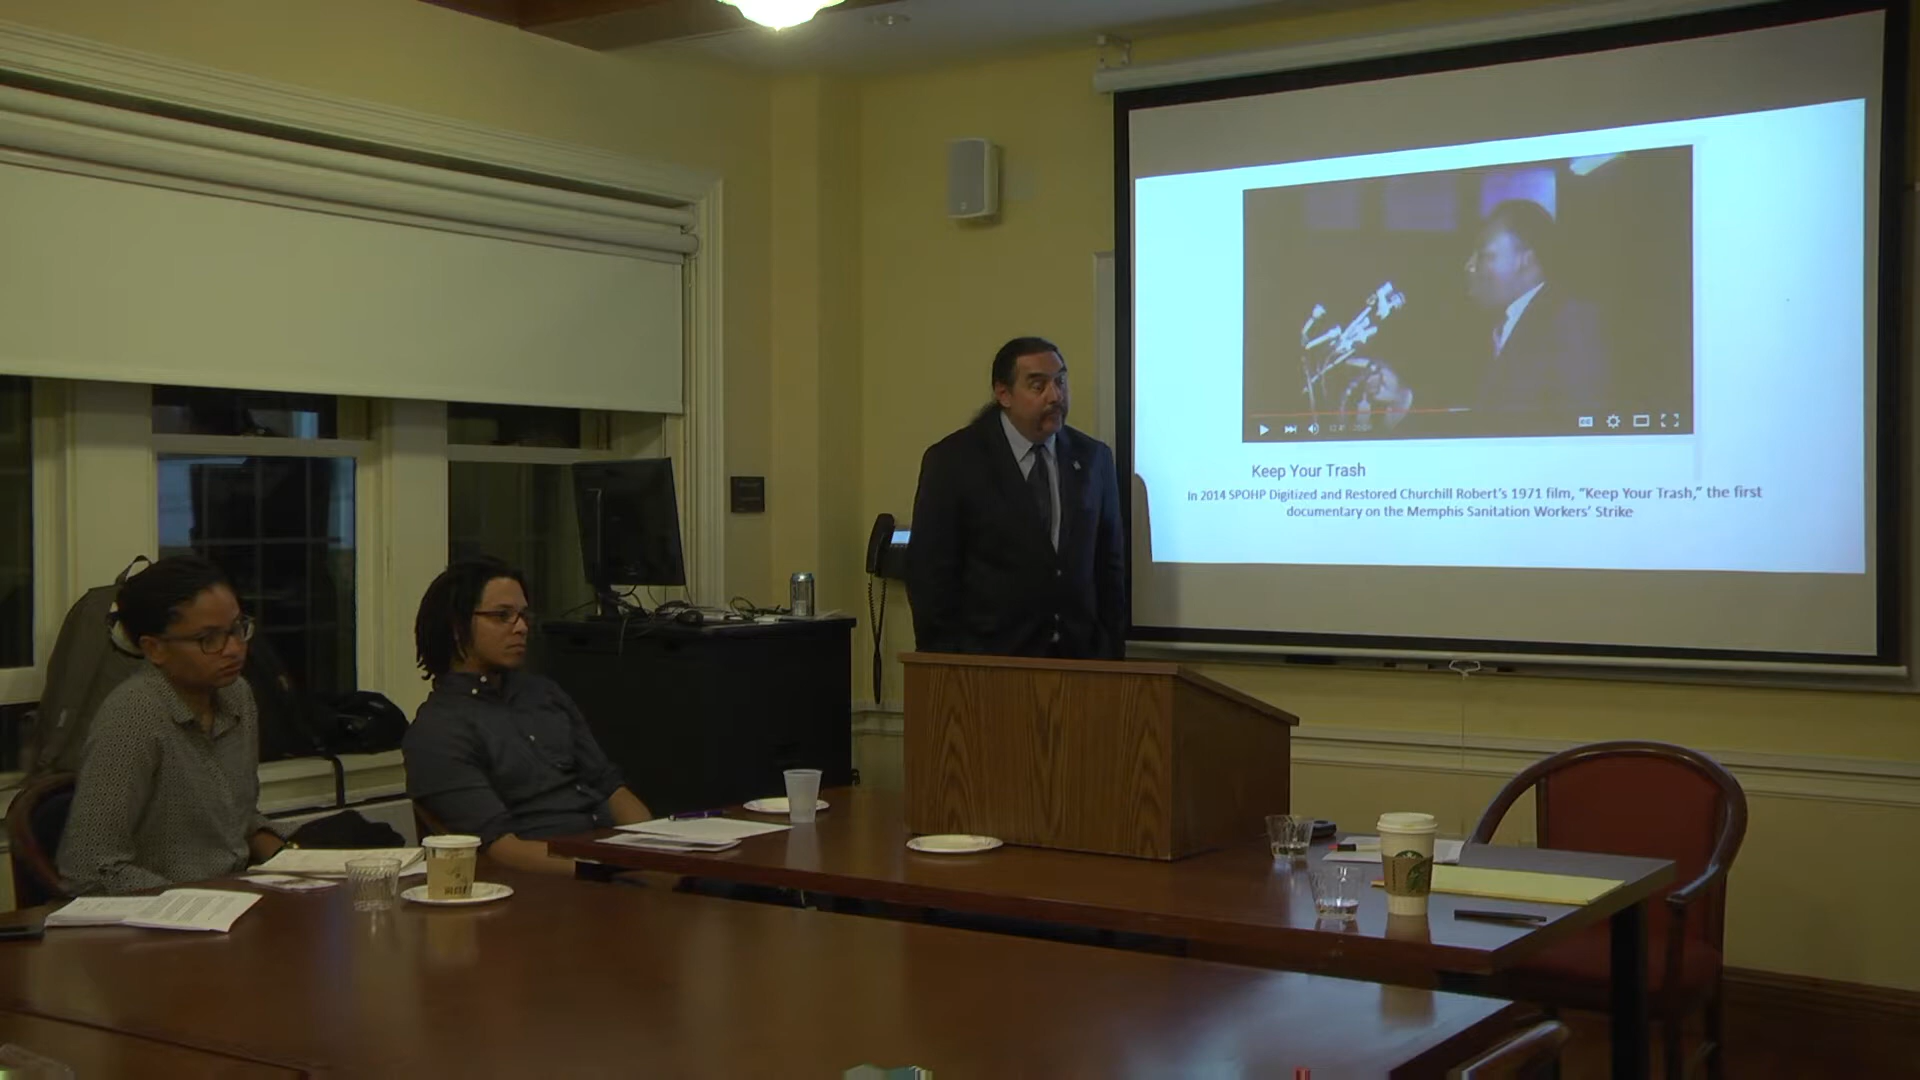 Keep Your Trash
In 2014 SPOHP Digitized and Restored Churchill Robert's 1971 film, "Keep Your Trash," the first
documentary on the Memphis Sanitation Workers' Strike